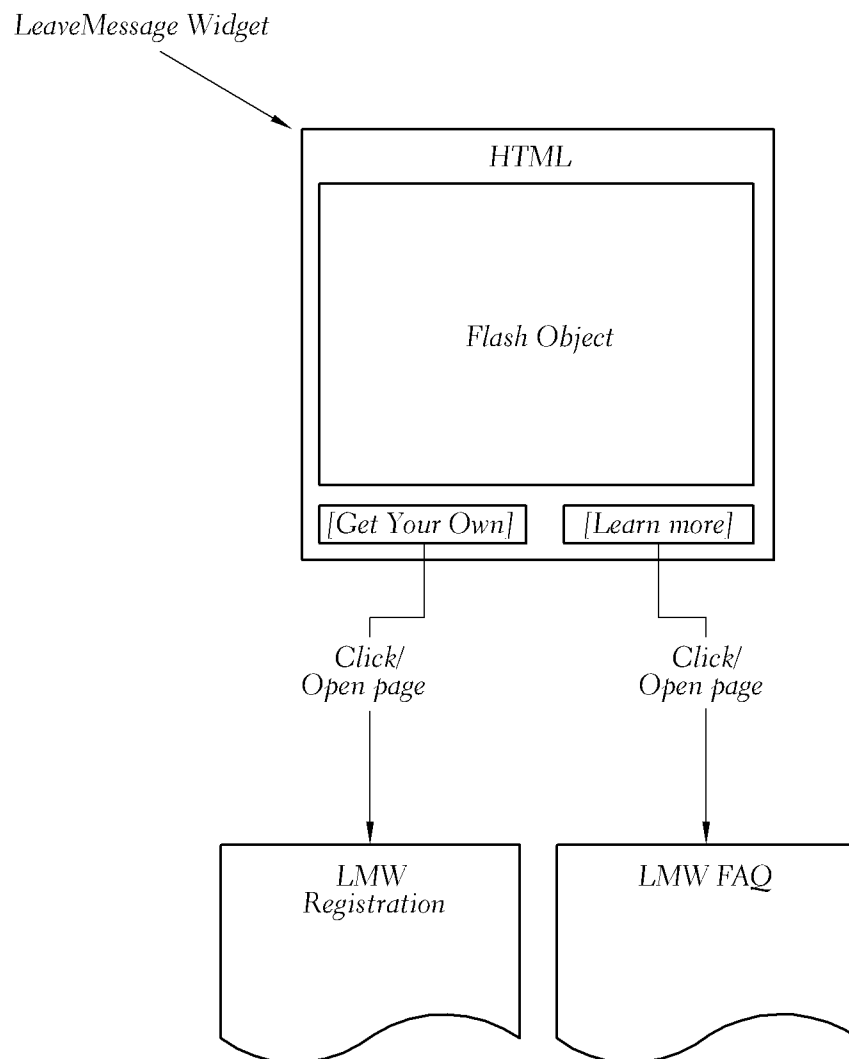 LeaveMessage Widget
HTML
Flash Object
[Get Your Own]
[Learn more]
Click/
Open page
Click/
Open page
LMW
Registration
LMW FAQ